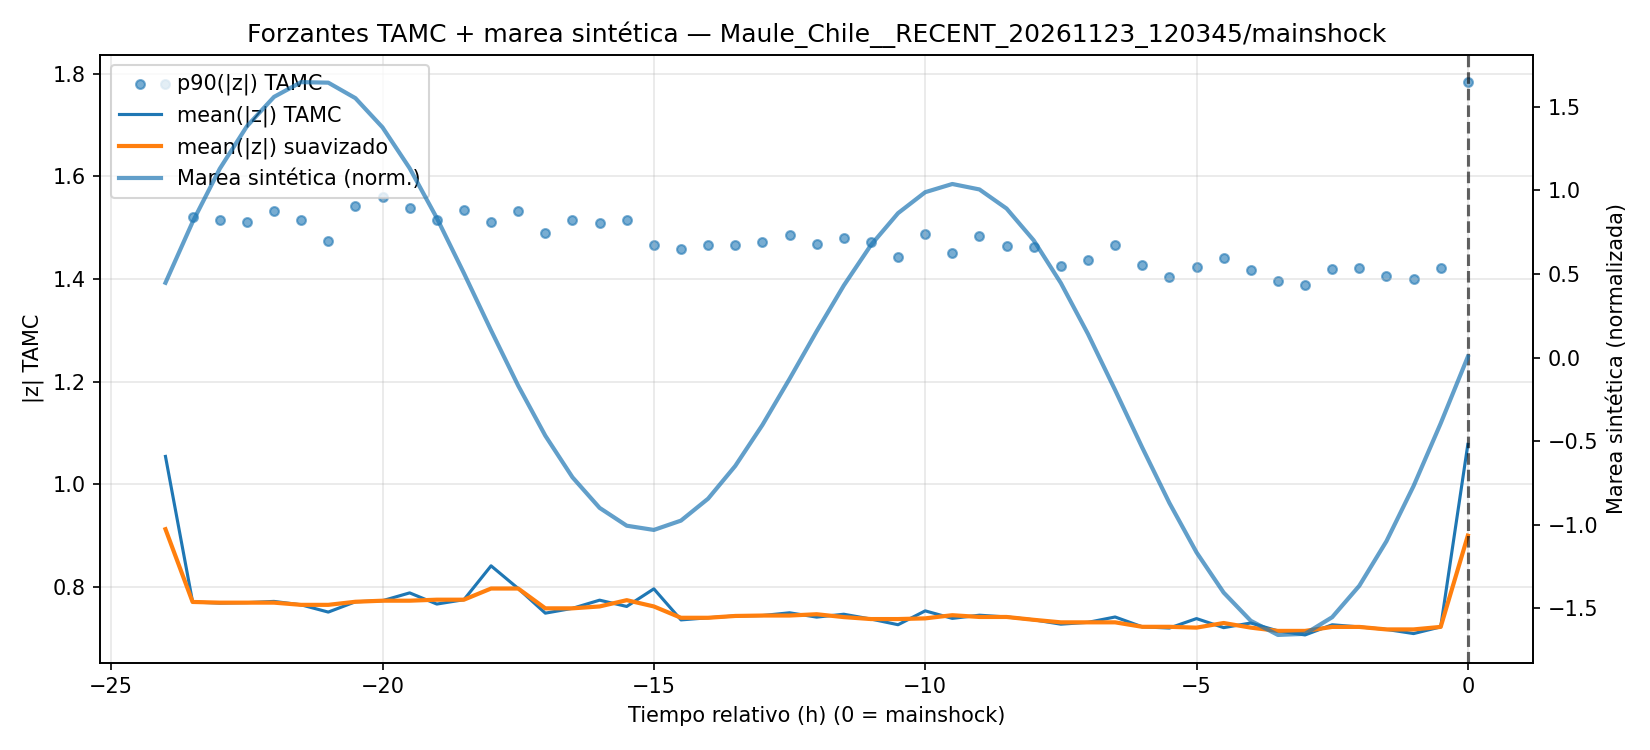 Forzantes TAMC + marea sintética — Maule_Chile__RECENT_20261123_120345/mainshock
p90(|z|) TAMC
mean(|z|) TAMC
mean(|z|) suavizado
Marea sintética (norm.)
1.8
1.6
1.4
1.2
1.0
0.8
|z| TAMC
1.5
1.0
0.5
0.0
−0.5
−1.0
−1.5
Marea sintética (normalizada)
−25 −20 −15 −10 −5 0
Tiempo relativo (h) (0 = mainshock)